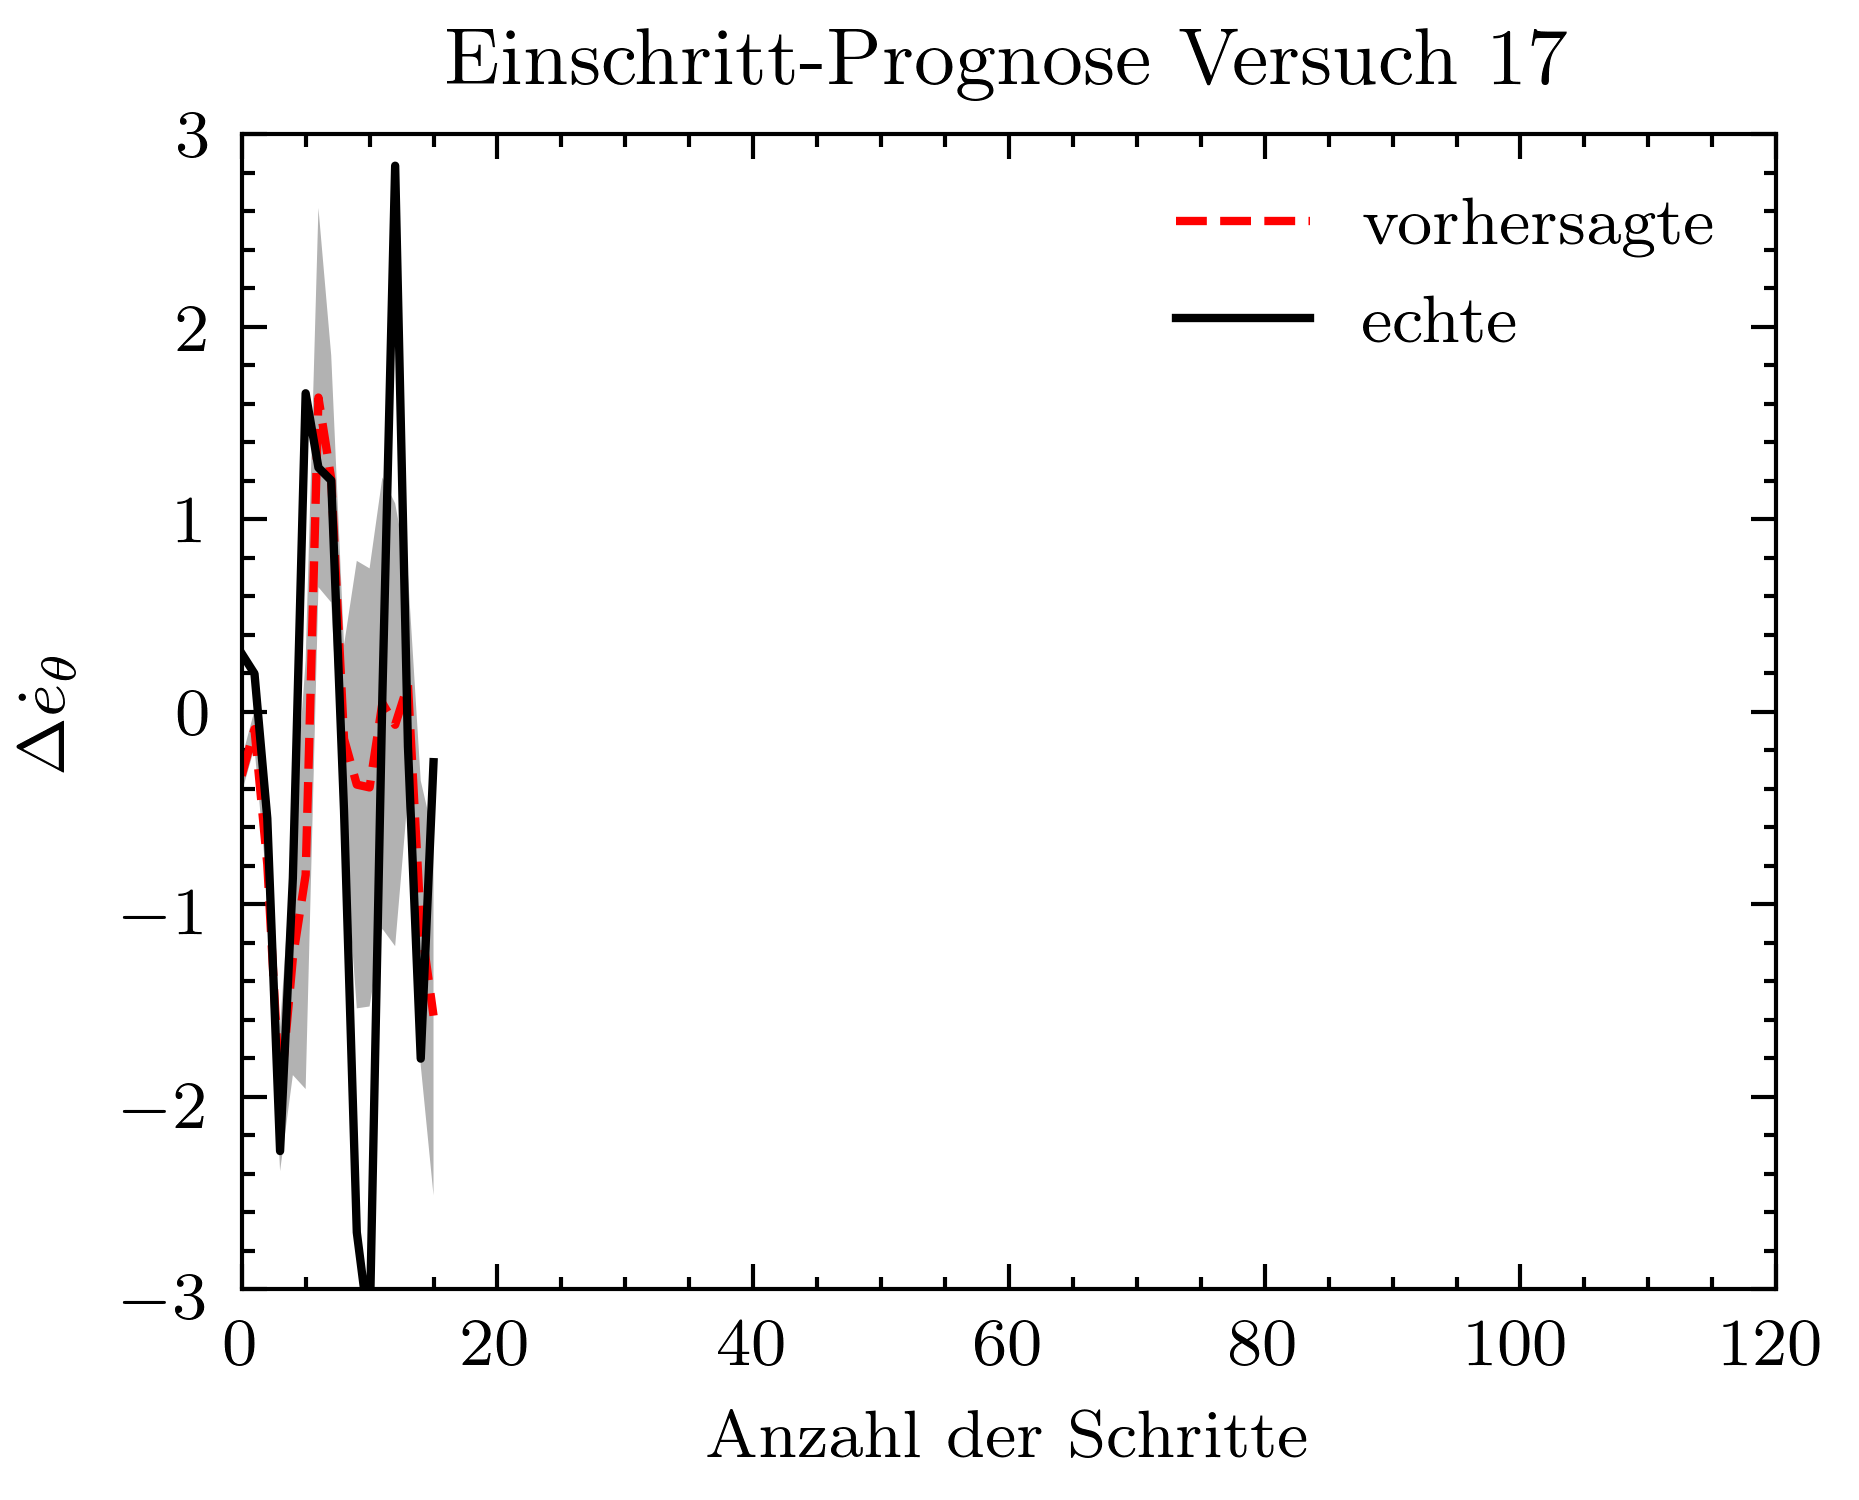 Einschritt-Prognose Versuch 17
3
2
1
0
−1
−2
−3
Δėθ
vorhersagte
echte
0 20 40 60 80 100 120
Anzahl der Schritte